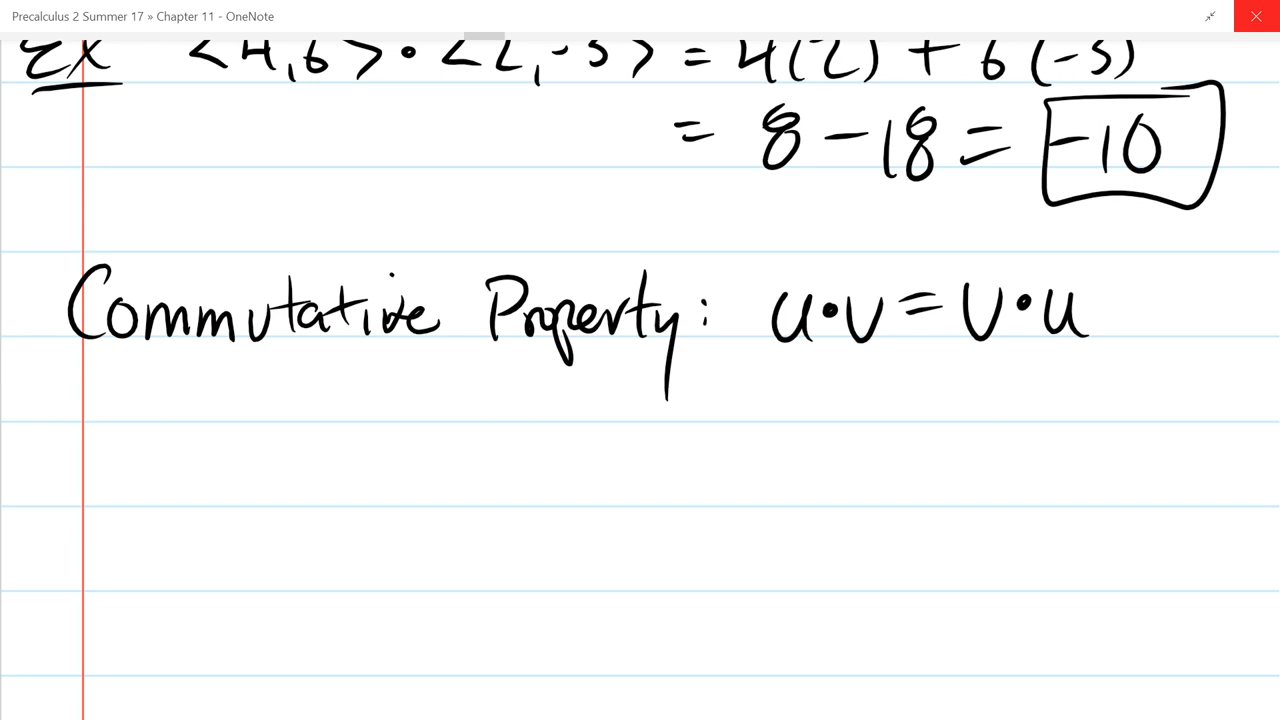 Precalculus 2 Summer 17 » Chapter 11 - OneNote
Ex <4,6> • <2,-3> = 4(2) + 6(-3)
= 8 - 18 = -10
Commutative Property: u•v = v•u